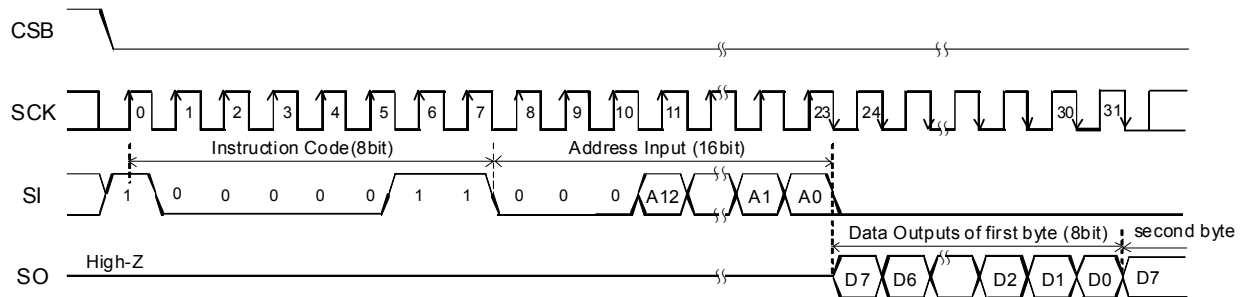 CSB
SCK 0 1 2 3 4 5 6 7 8 9 10 11 23 24 30 31
Instruction Code(8bit) Address Input (16bit)
SI 1 0 0 0 0 0 1 1 0 0 0 A12 A1 A0
Data Outputs of first byte (8bit) second byte
High-Z
SO D7 D6 D2 D1 D0 D7